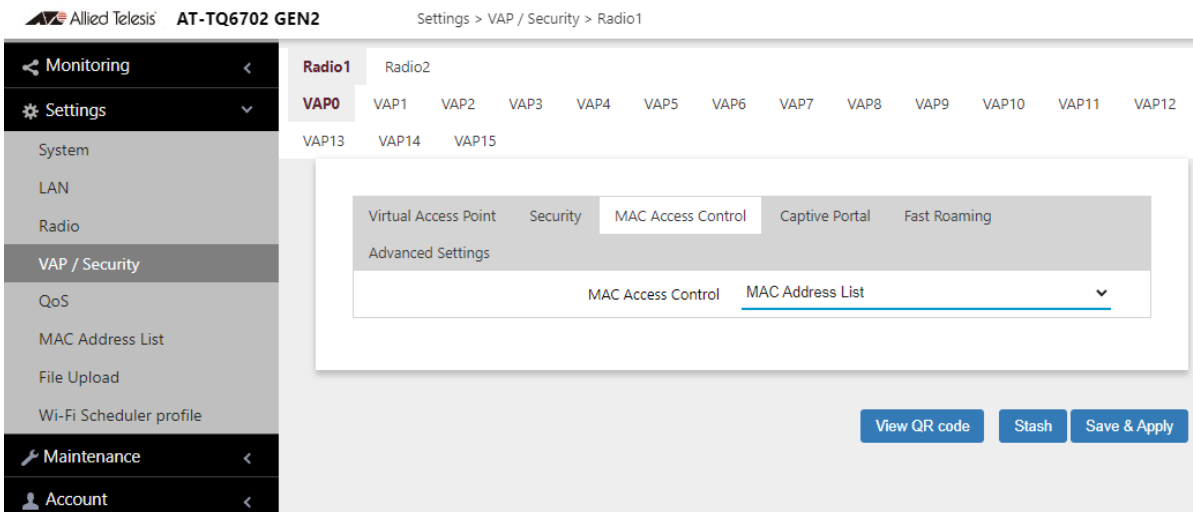 Allied Telesis AT-TQ6702 GEN2 Settings > VAP / Security > Radio1
Monitoring
Settings
System
LAN
Radio
VAP / Security
QoS
MAC Address List
File Upload
Wi-Fi Scheduler profile
Maintenance
Account
Radio1 Radio2
VAP0 VAP1 VAP2 VAP3 VAP4 VAP5 VAP6 VAP7 VAP8 VAP9 VAP10 VAP11 VAP12
VAP13 VAP14 VAP15
Virtual Access Point Security MAC Access Control Captive Portal Fast Roaming
Advanced Settings
MAC Access Control MAC Address List
View QR code Stash Save & Apply